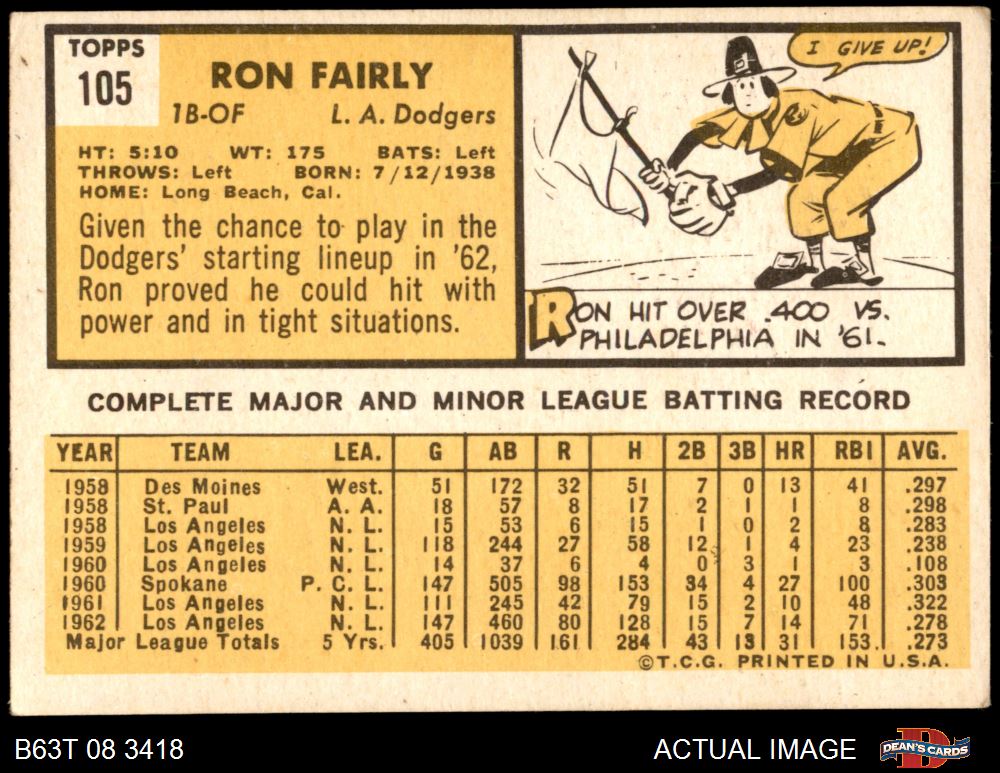 TOPPS
105
RON FAIRLY
1B-OF L. A. Dodgers
HT: 5:10 WT: 175 BATS: Left
THROWS: Left BORN: 7/12/1938
HOME: Long Beach, Cal.
Given the chance to play in the
Dodgers' starting lineup in '62,
Ron proved he could hit with
power and in tight situations.
I GIVE UP!
RON HIT OVER .400 VS.
PHILADELPHIA IN '61.
COMPLETE MAJOR AND MINOR LEAGUE BATTING RECORD
YEAR TEAM LEA. G AB R H 2B 3B HR RBI AVG.
1958 Des Moines West. 51 172 32 51 7 0 13 41 .297
1958 St. Paul A. A. 18 57 8 17 2 1 1 8 .298
1958 Los Angeles N. L. 15 53 6 15 1 0 2 8 .283
1959 Los Angeles N. L. 118 244 27 58 12 1 4 23 .238
1960 Los Angeles N. L. 14 37 6 4 0 3 1 3 .108
1960 Spokane P. C. L. 147 505 98 153 34 4 27 100 .303
1961 Los Angeles N. L. 111 245 42 79 15 2 10 48 .322
1962 Los Angeles N. L. 147 460 80 128 15 7 14 71 .278
Major League Totals 5 Yrs. 405 1039 161 284 43 13 31 153 .273
©T.C.G. PRINTED IN U.S.A.
B63T 08 3418 ACTUAL IMAGE DEAN'S CARDS